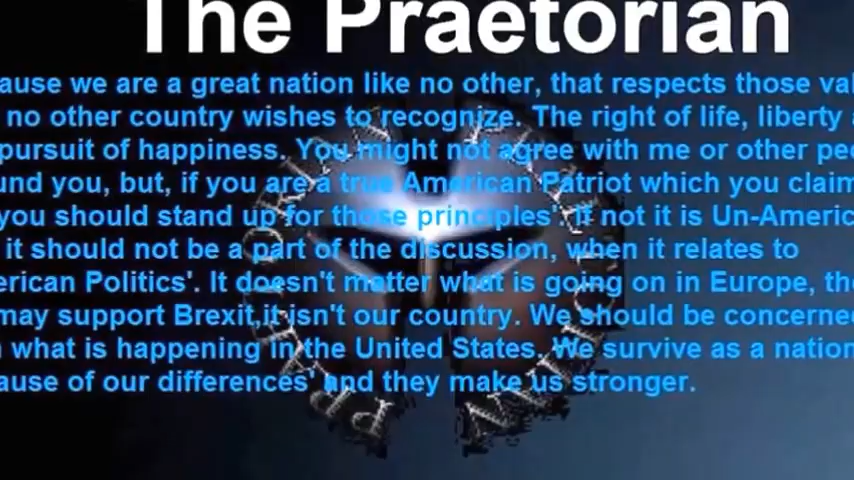 The Praetorian
ause we are a great nation like no other, that respects those val
no other country wishes to recognize. The right of life, liberty a
pursuit of happiness. You might not agree with me or other peo
und you, but, if you are a true American Patriot which you claim
you should stand up for those principles'. If not it is Un-Americ
it should not be a part of the discussion, when it relates to
erican Politics'. It doesn't matter what is going on in Europe, the
may support Brexit,it isn't our country. We should be concerned
what is happening in the United States. We survive as a nation
ause of our differences' and they make us stronger.